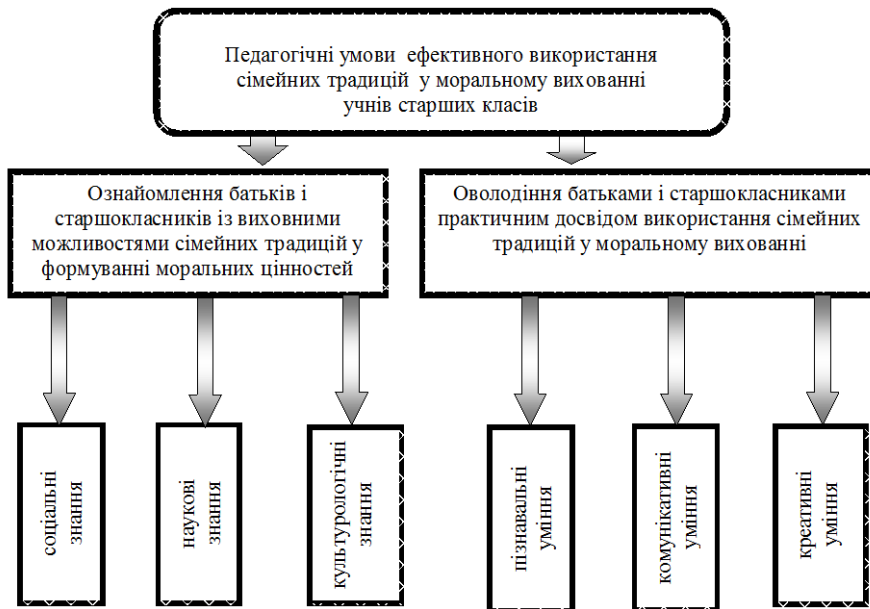 Педагогічні умови ефективного використання
сімейних традицій у моральному вихованні
учнів старших класів
Ознайомлення батьків і
старшокласників із виховними
можливостями сімейних традицій у
формуванні моральних цінностей
Оволодіння батьками і старшокласниками
практичним досвідом використання сімейних
традицій у моральному вихованні
соціальні
знання
наукові
знання
культурологічні
знання
пізнавальні
уміння
комунікативні
уміння
креативні
уміння